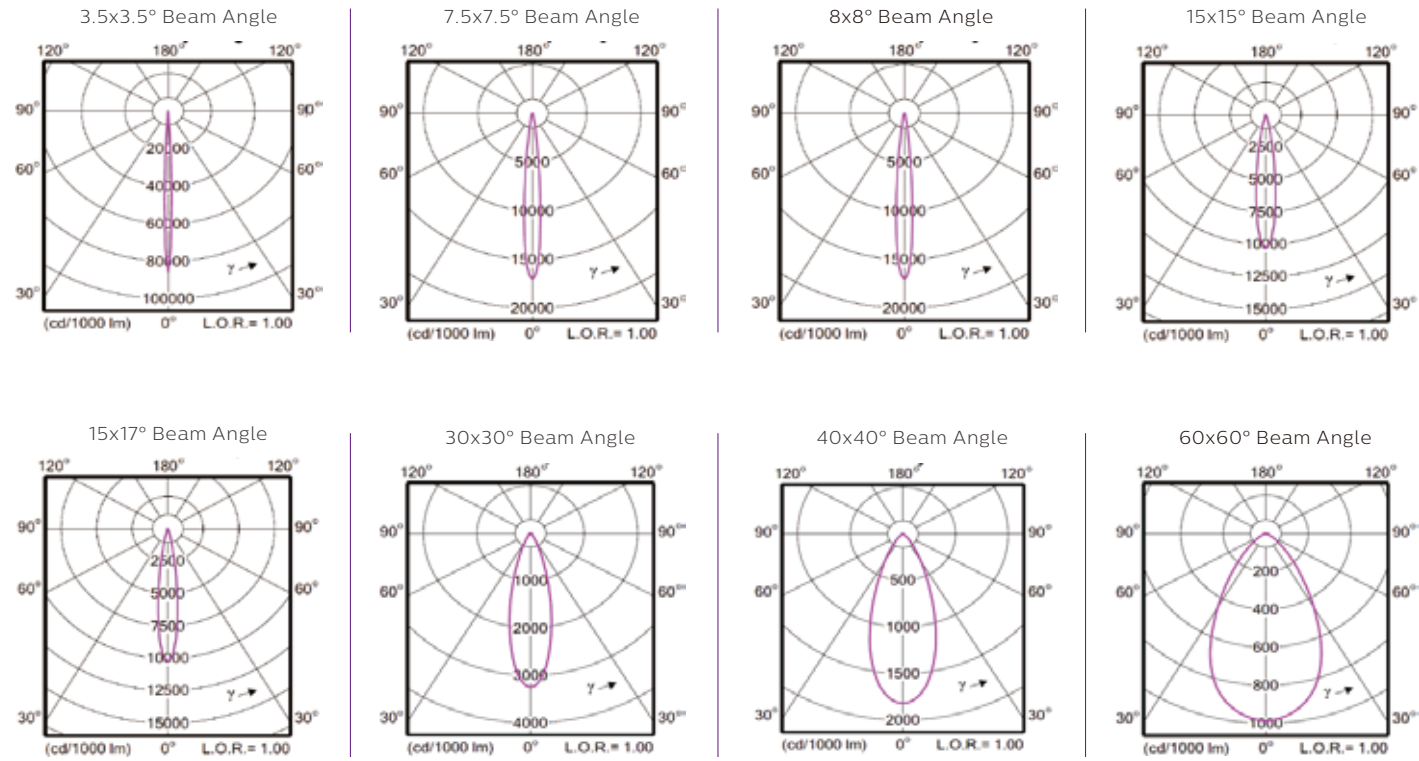 3.5x3.5° Beam Angle
120° 180° 120°
90° 90°
20000
60° 60°
40000
60000
80000
γ
100000
30° 30°
(cd/1000 lm) 0° L.O.R.= 1.00
7.5x7.5° Beam Angle
120° 180° 120°
90° 90°
5000
60° 60°
10000
15000
γ
20000
30° 30°
(cd/1000 lm) 0° L.O.R.= 1.00
8x8° Beam Angle
120° 180° 120°
90° 90°
5000
60° 60°
10000
15000
γ
20000
30° 30°
(cd/1000 lm) 0° L.O.R.= 1.00
15x15° Beam Angle
120° 180° 120°
90° 90°
2500
60° 60°
5000
7500
10000
12500
γ
15000
30° 30°
(cd/1000 lm) 0° L.O.R.= 1.00
15x17° Beam Angle
120° 180° 120°
90° 90°
2500
60° 60°
5000
7500
10000
12500
γ
15000
30° 30°
(cd/1000 lm) 0° L.O.R.= 1.00
30x30° Beam Angle
120° 180° 120°
90° 90°
1000
60° 60°
2000
3000
γ
4000
30° 30°
(cd/1000 lm) 0° L.O.R.= 1.00
40x40° Beam Angle
120° 180° 120°
90° 90°
500
60° 60°
1000
1500
γ
2000
30° 30°
(cd/1000 lm) 0° L.O.R.= 1.00
60x60° Beam Angle
120° 180° 120°
90° 90°
200
60° 60°
400
600
800
γ
1000
30° 30°
(cd/1000 lm) 0° L.O.R.= 1.00